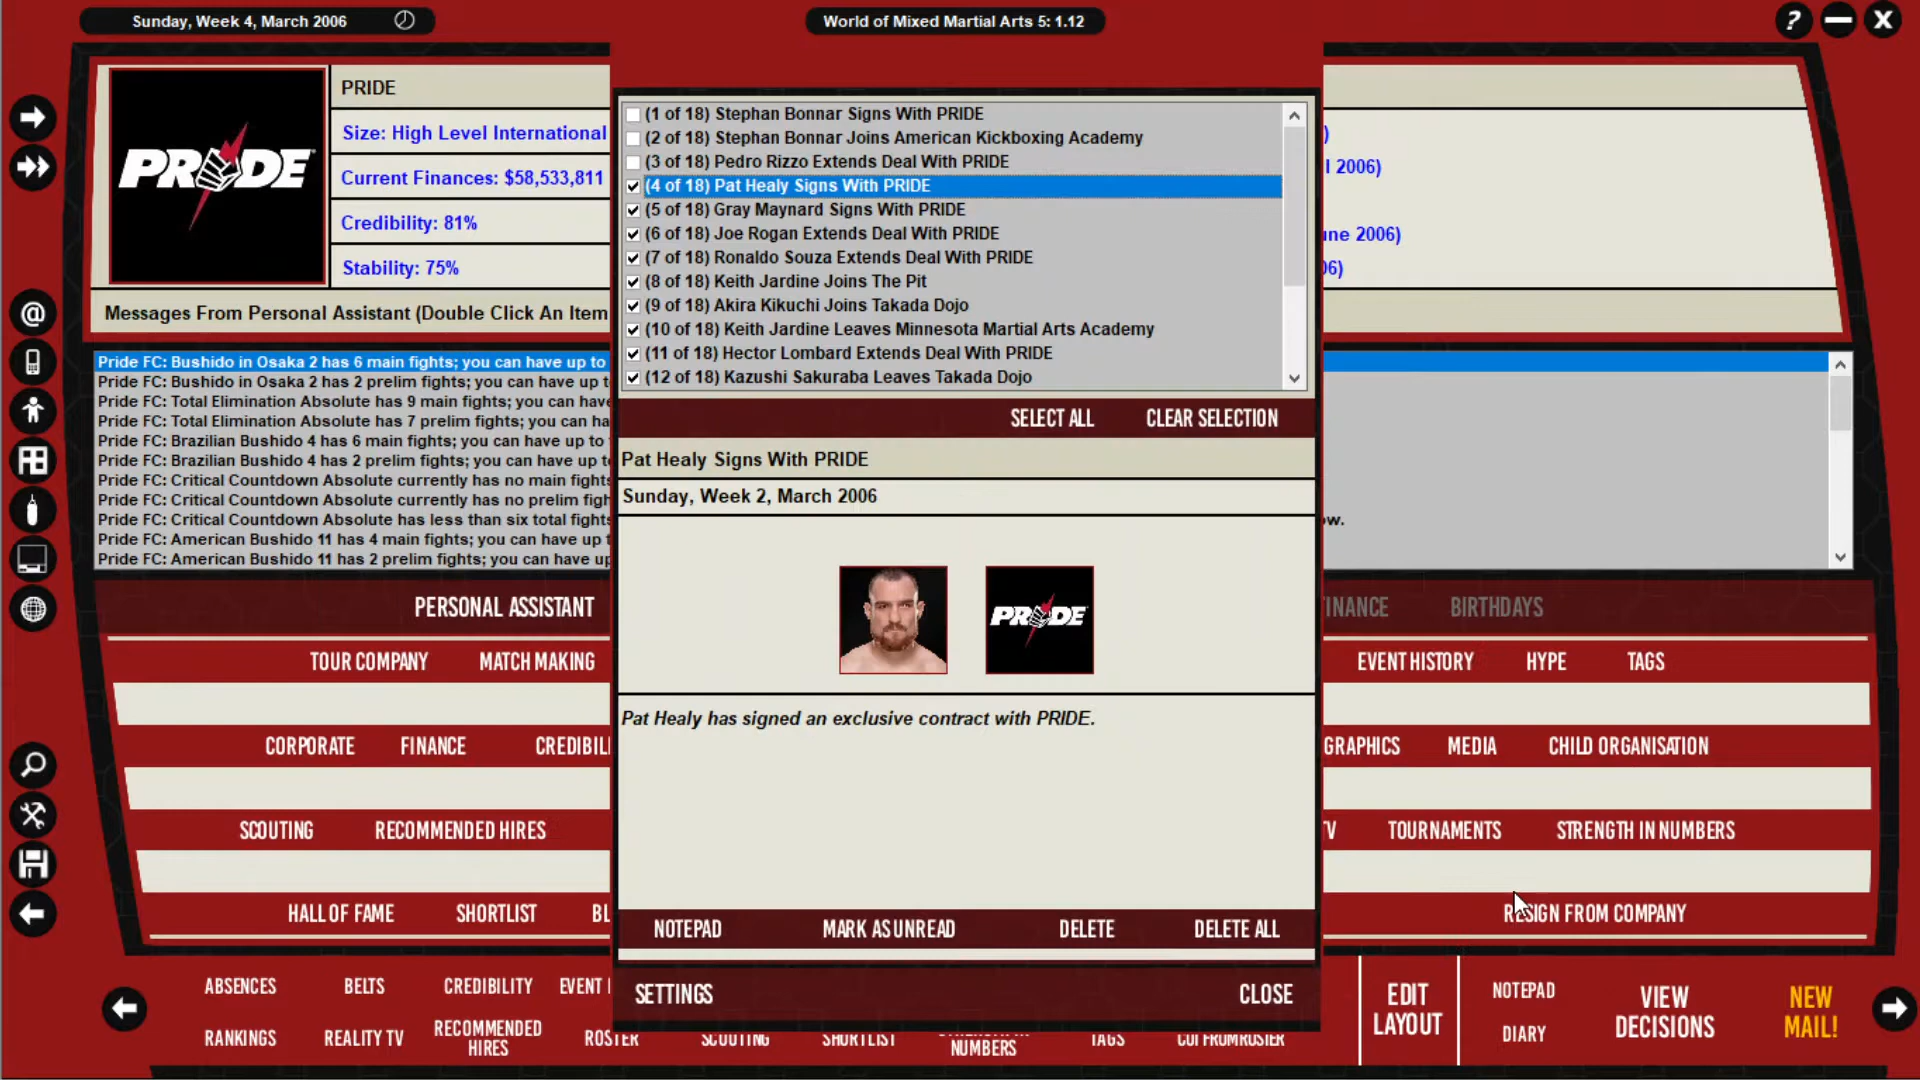 Sunday, Week 4, March 2006
World of Mixed Martial Arts 5: 1.12
?
X
PRIDE
PRIDE
Size: High Level International
Current Finances: $58,533,811
Credibility: 81%
Stability: 75%
Messages From Personal Assistant (Double Click An Item
)
l 2006)
une 2006)
06)
(1 of 18) Stephan Bonnar Signs With PRIDE
(2 of 18) Stephan Bonnar Joins American Kickboxing Academy
(3 of 18) Pedro Rizzo Extends Deal With PRIDE
(4 of 18) Pat Healy Signs With PRIDE
(5 of 18) Gray Maynard Signs With PRIDE
(6 of 18) Joe Rogan Extends Deal With PRIDE
(7 of 18) Ronaldo Souza Extends Deal With PRIDE
(8 of 18) Keith Jardine Joins The Pit
(9 of 18) Akira Kikuchi Joins Takada Dojo
(10 of 18) Keith Jardine Leaves Minnesota Martial Arts Academy
(11 of 18) Hector Lombard Extends Deal With PRIDE
(12 of 18) Kazushi Sakuraba Leaves Takada Dojo
SELECT ALL CLEAR SELECTION
Pat Healy Signs With PRIDE
Sunday, Week 2, March 2006
PRIDE
Pat Healy has signed an exclusive contract with PRIDE.
NOTEPAD MARK AS UNREAD DELETE DELETE ALL
SETTINGS CLOSE
Pride FC: Bushido in Osaka 2 has 6 main fights; you can have up to
Pride FC: Bushido in Osaka 2 has 2 prelim fights; you can have up t
Pride FC: Total Elimination Absolute has 9 main fights; you can have
Pride FC: Total Elimination Absolute has 7 prelim fights; you can ha
Pride FC: Brazilian Bushido 4 has 6 main fights; you can have up to
Pride FC: Brazilian Bushido 4 has 2 prelim fights; you can have up t
Pride FC: Critical Countdown Absolute currently has no main fights
Pride FC: Critical Countdown Absolute currently has no prelim figh
Pride FC: Critical Countdown Absolute has less than six total fights
ow.
Pride FC: American Bushido 11 has 4 main fights; you can have up t
Pride FC: American Bushido 11 has 2 prelim fights; you can have up
PERSONAL ASSISTANT FINANCE BIRTHDAYS
TOUR COMPANY MATCH MAKING EVENT HISTORY HYPE TAGS
CORPORATE FINANCE CREDIBIL GRAPHICS MEDIA CHILD ORGANISATION
SCOUTING RECOMMENDED HIRES TV TOURNAMENTS STRENGTH IN NUMBERS
HALL OF FAME SHORTLIST BL RESIGN FROM COMPANY
ABSENCES BELTS CREDIBILITY EVENT
RANKINGS REALITY TV RECOMMENDED HIRES ROSTER SCOUTING SHORTLIST NUMBERS TAGS
EDIT LAYOUT
NOTEPAD
DIARY
VIEW DECISIONS
NEW MAIL!